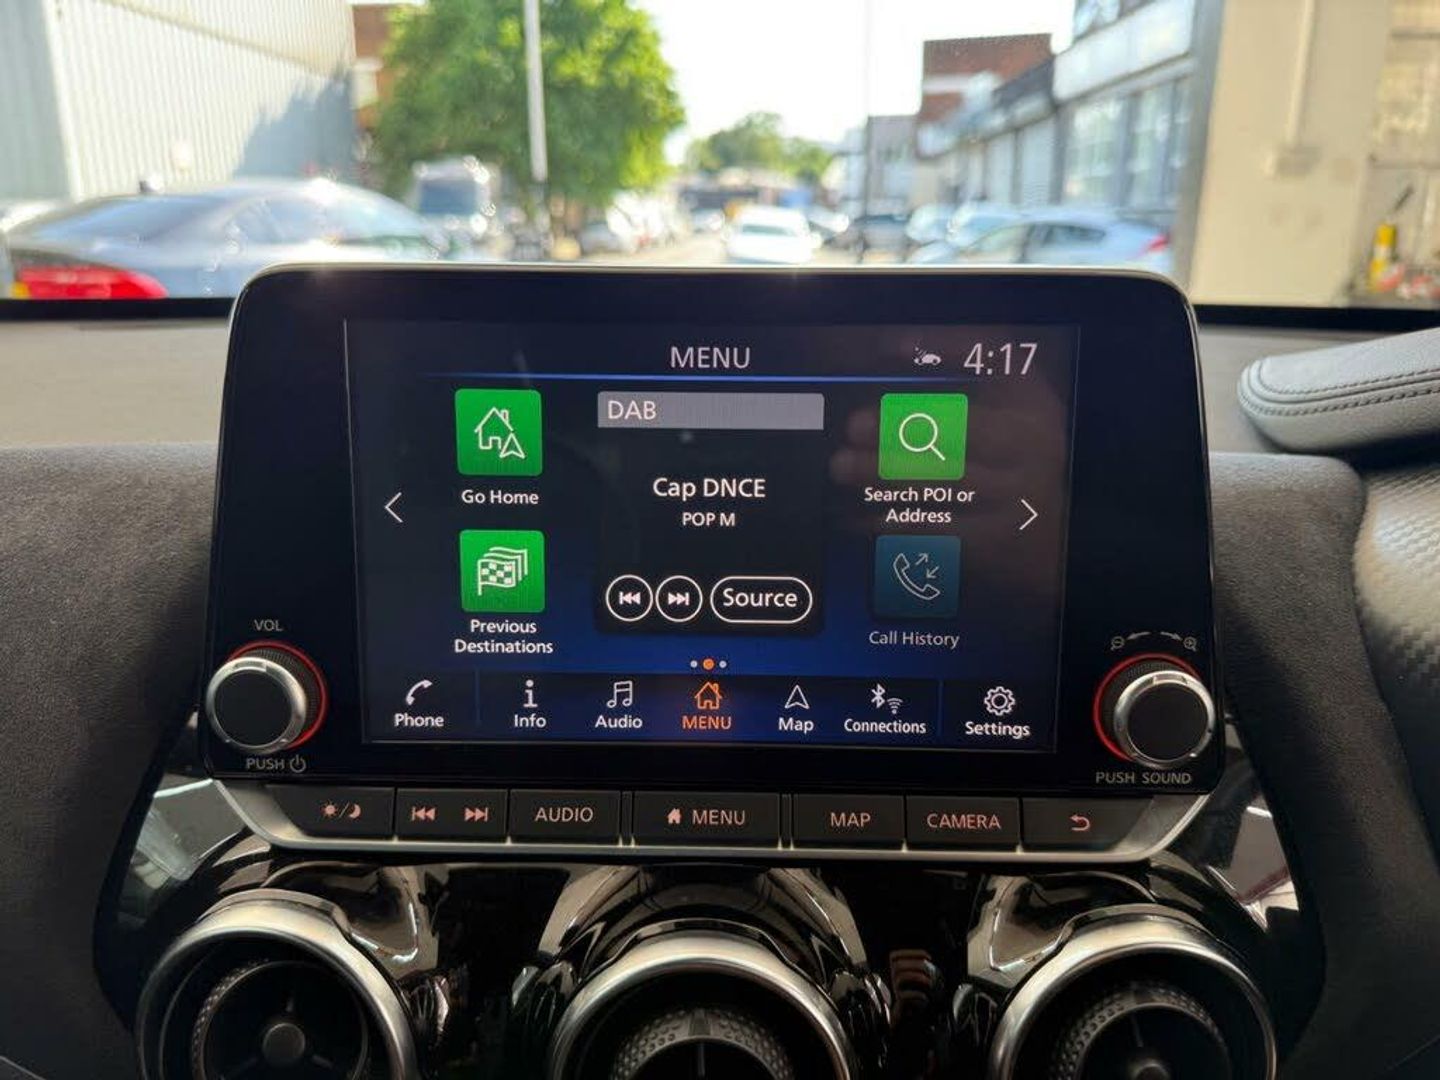 MENU
4:17
DAB
Cap DNCE
POP M
Go Home
Search POI or
Address
Previous
Destinations
Source
Call History
Phone
Info
Audio
MENU
Map
Connections
Settings
VOL
PUSH
PUSH SOUND
AUDIO
MENU
MAP
CAMERA